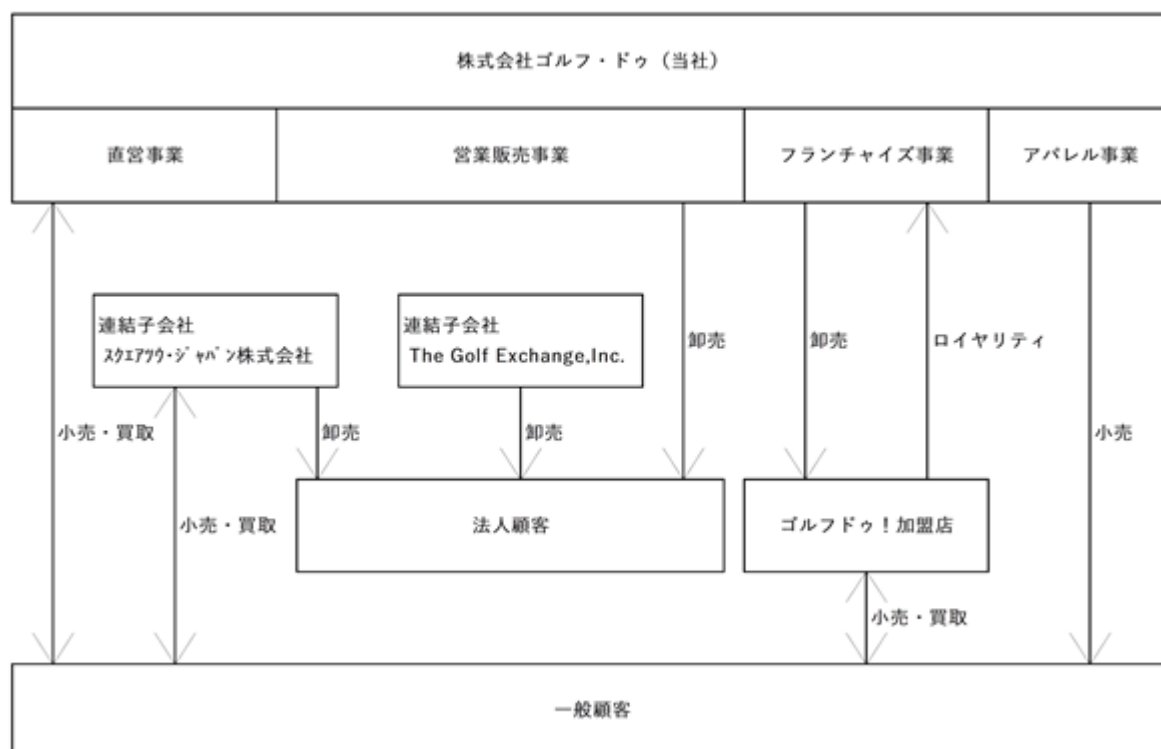 株式会社ゴルフ・ドゥ（当社）
直営事業
営業販売事業
フランチャイズ事業
アパレル事業
連結子会社
ｽｸｴｱﾂｳ･ｼﾞｬﾊﾟﾝ株式会社
連結子会社
The Golf Exchange,Inc.
卸売
卸売
ロイヤリティ
小売・買取
卸売
卸売
小売
小売・買取
法人顧客
ゴルフドゥ！加盟店
小売・買取
一般顧客